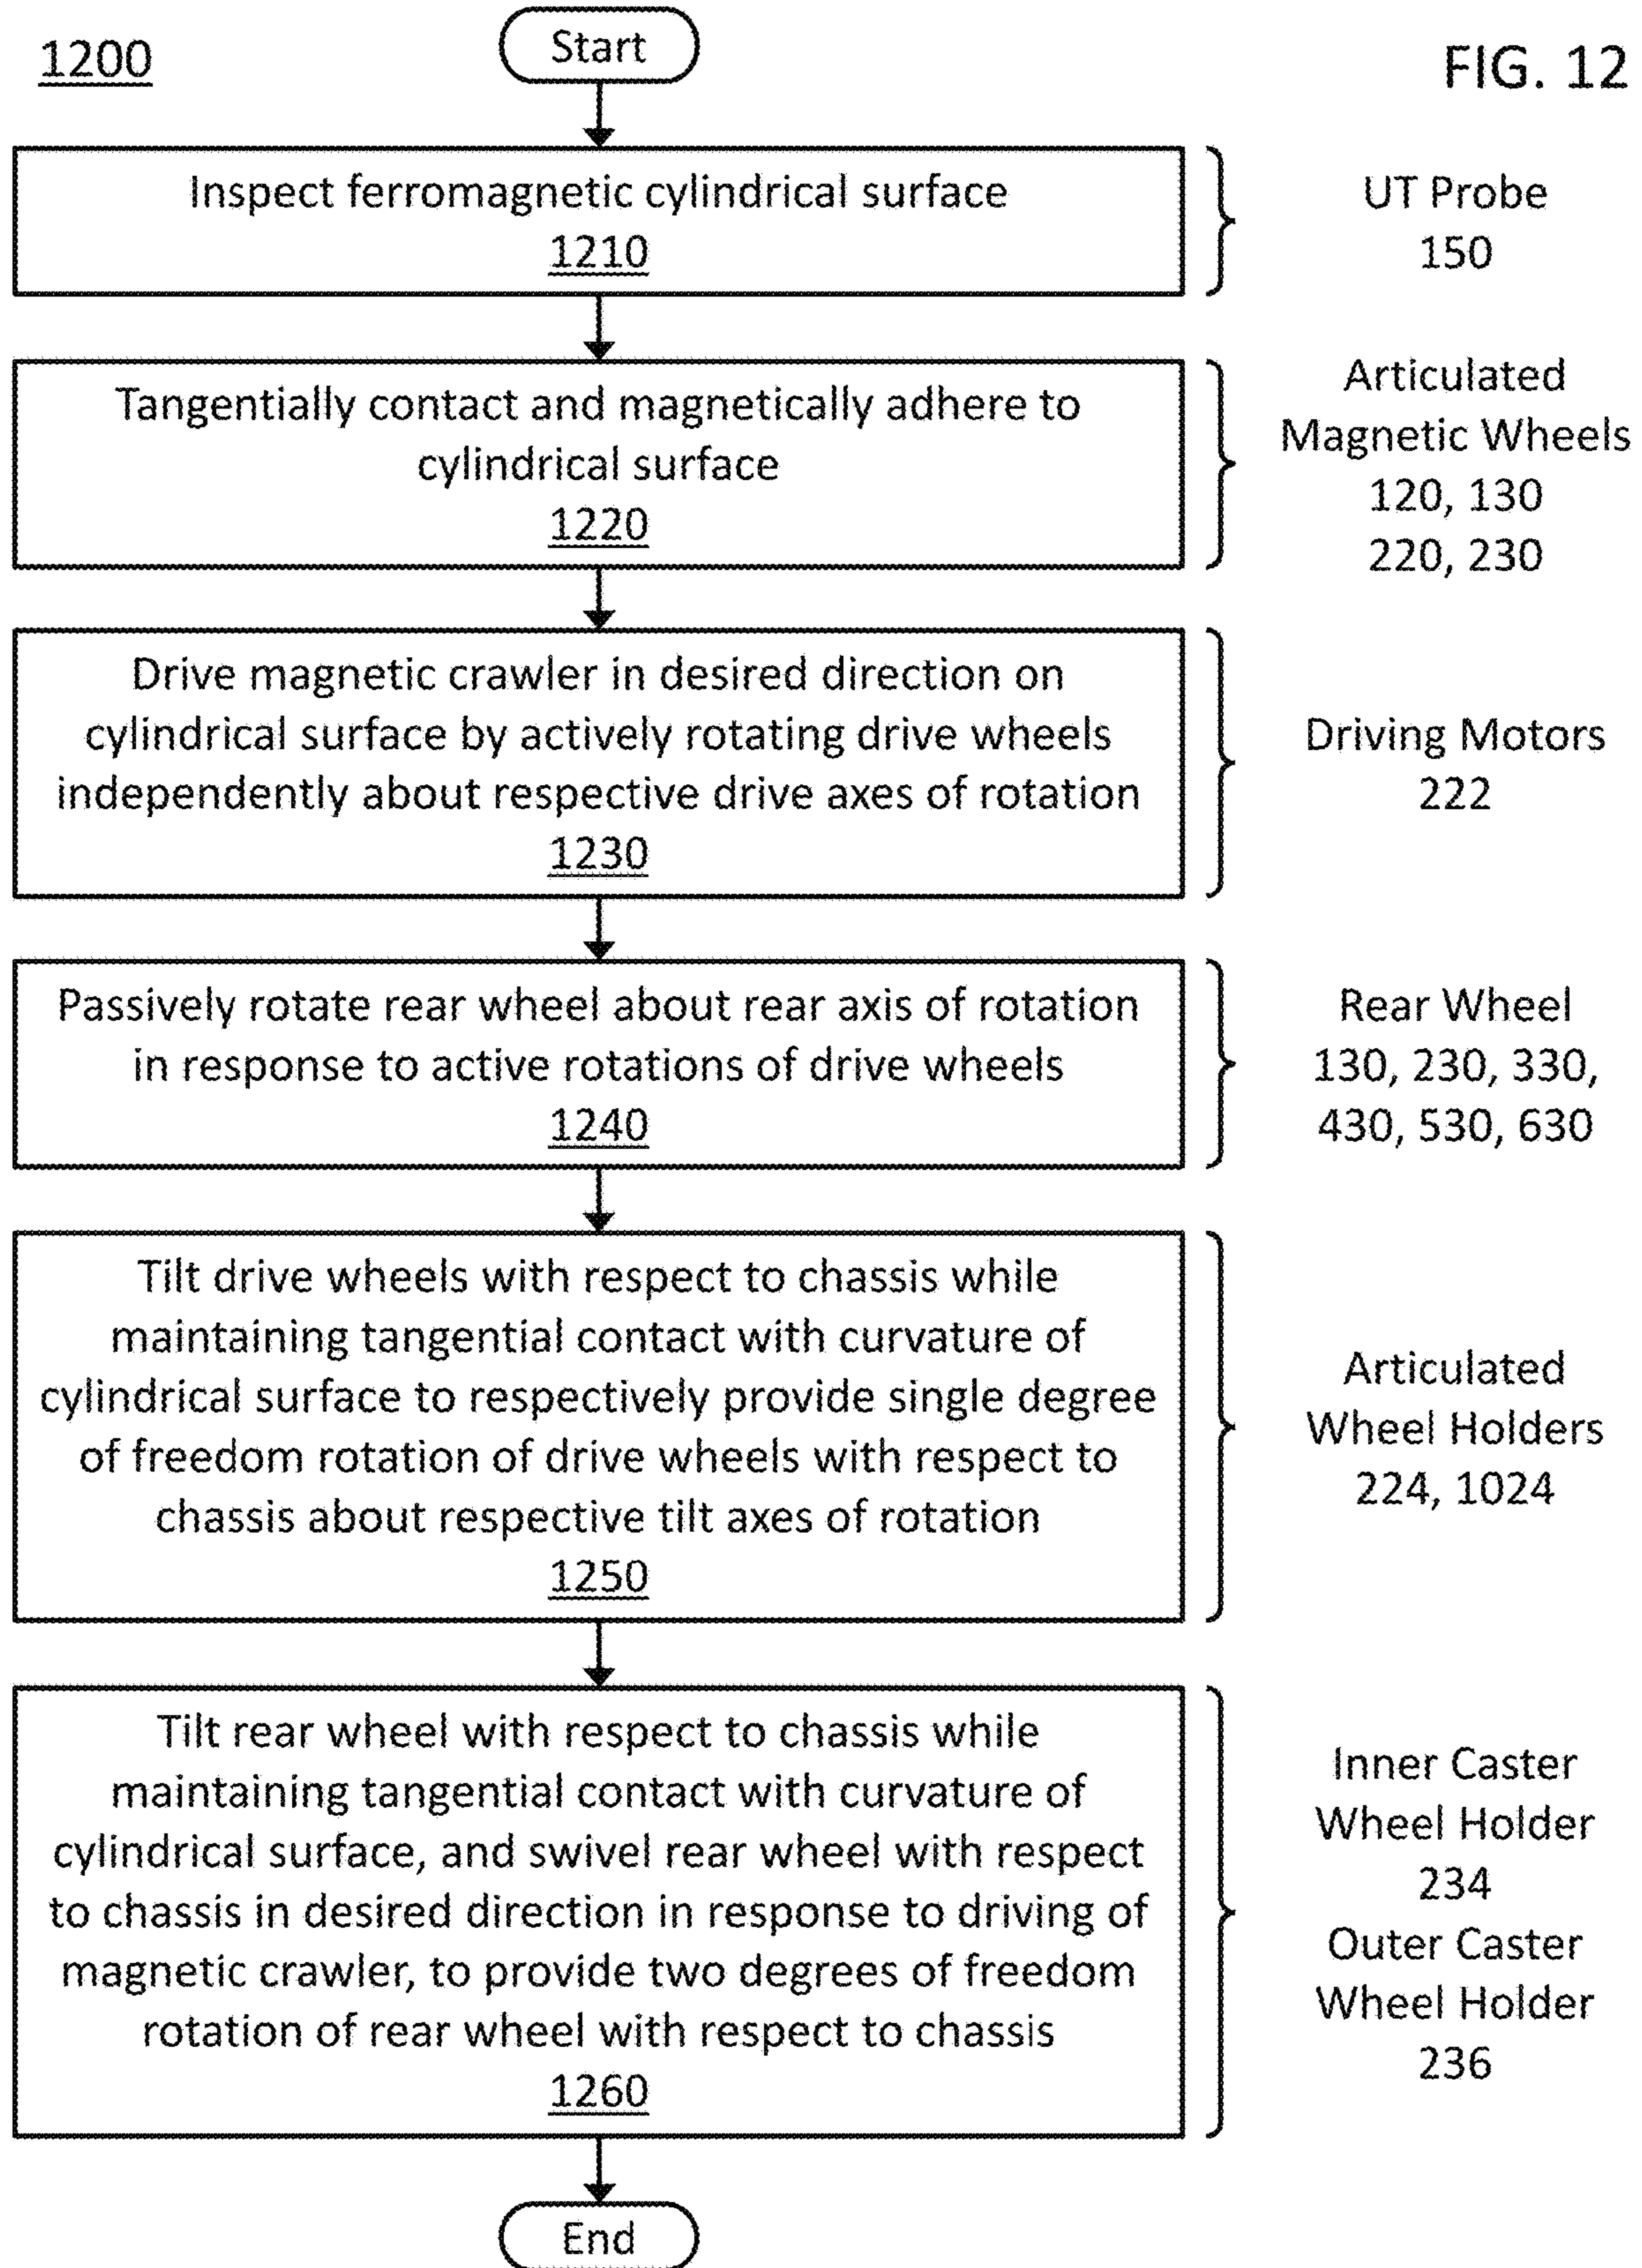 1200
Start
FIG. 12
Inspect ferromagnetic cylindrical surface
1210
UT Probe
150
Tangentially contact and magnetically adhere to
cylindrical surface
1220
Articulated
Magnetic Wheels
120, 130
220, 230
Drive magnetic crawler in desired direction on
cylindrical surface by actively rotating drive wheels
independently about respective drive axes of rotation
1230
Driving Motors
222
Passively rotate rear wheel about rear axis of rotation
in response to active rotations of drive wheels
1240
Rear Wheel
130, 230, 330,
430, 530, 630
Tilt drive wheels with respect to chassis while
maintaining tangential contact with curvature of
cylindrical surface to respectively provide single degree
of freedom rotation of drive wheels with respect to
chassis about respective tilt axes of rotation
1250
Articulated
Wheel Holders
224, 1024
Tilt rear wheel with respect to chassis while
maintaining tangential contact with curvature of
cylindrical surface, and swivel rear wheel with respect
to chassis in desired direction in response to driving of
magnetic crawler, to provide two degrees of freedom
rotation of rear wheel with respect to chassis
1260
Inner Caster
Wheel Holder
234
Outer Caster
Wheel Holder
236
End